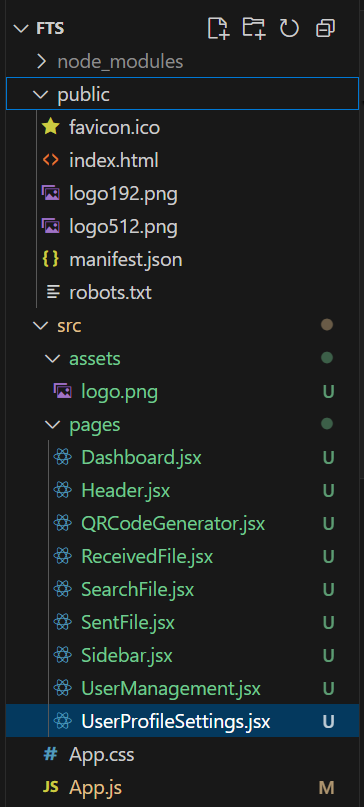 FTS
node_modules
public
favicon.ico
<> index.html
logo192.png
logo512.png
{} manifest.json
robots.txt
src
assets
logo.png U
pages
Dashboard.jsx U
Header.jsx U
QRCodeGenerator.jsx U
ReceivedFile.jsx U
SearchFile.jsx U
SentFile.jsx U
Sidebar.jsx U
UserManagement.jsx U
UserProfileSettings.jsx U
# App.css
JS App.js M